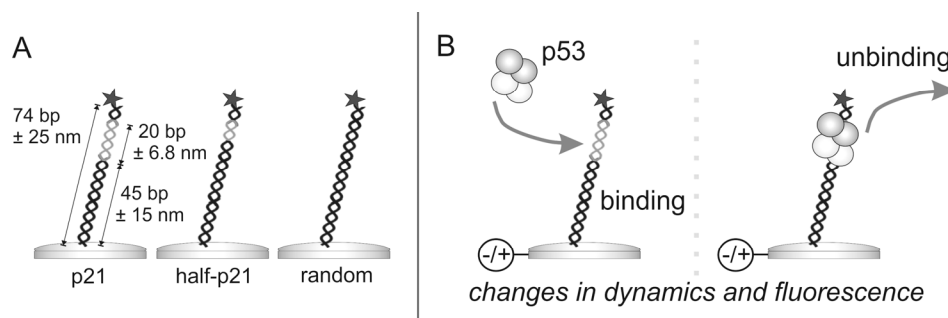 A
74 bp
± 25 nm
20 bp
± 6.8 nm
45 bp
± 15 nm
p21
half-p21
random
B
p53
binding
-/+
unbinding
-/+
changes in dynamics and fluorescence